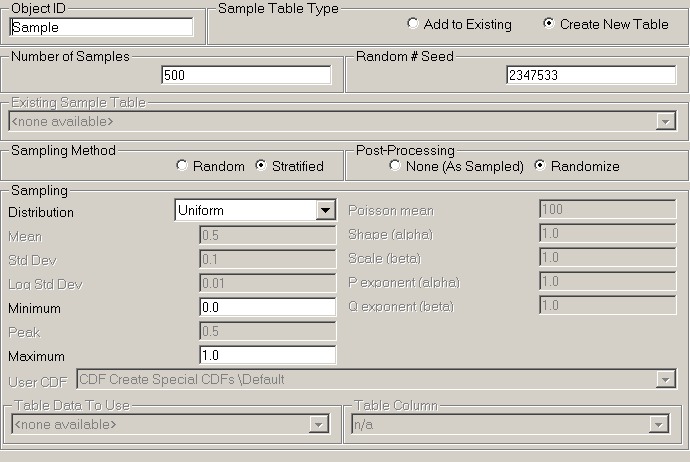 Object ID
Sample
Sample Table Type
Add to Existing
Create New Table
Number of Samples
500
Random # Seed
2347533
Existing Sample Table
<none available>
Sampling Method
Random
Stratified
Post-Processing
None (As Sampled)
Randomize
Sampling
Distribution
Uniform
Mean
0.5
Std Dev
0.1
Log Std Dev
0.01
Minimum
0.0
Peak
0.5
Maximum
1.0
Poisson mean
100
Shape (alpha)
1.0
Scale (beta)
1.0
P exponent (alpha)
1.0
Q exponent (beta)
1.0
User CDF
CDF Create Special CDFs \Default
Table Data To Use
<none available>
Table Column
n/a